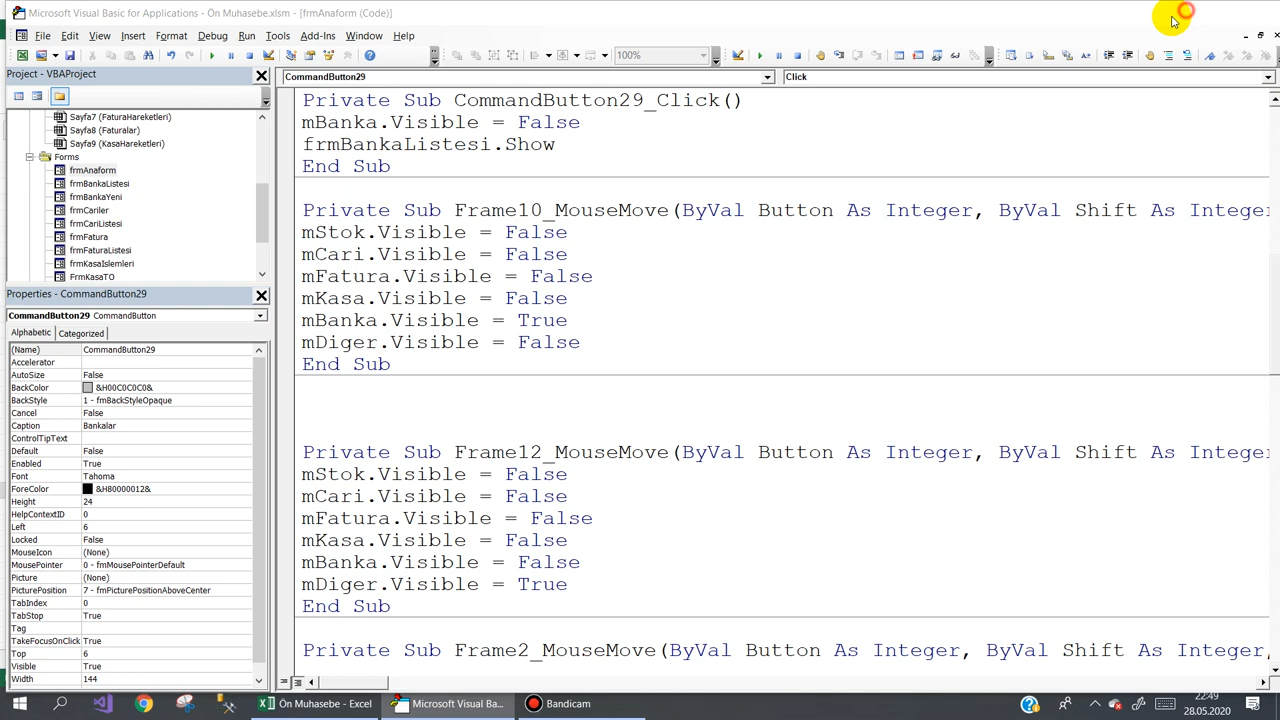 Microsoft Visual Basic for Applications - Ön Muhasebe.xlsm - [frmAnaform (Code)]
File Edit View Insert Format Debug Run Tools Add-Ins Window Help
100%
Project - VBAProject
Sayfa7 (FaturaHareketleri)
Sayfa8 (Faturalar)
Sayfa9 (KasaHareketleri)
Forms
frmAnaform
frmBankaListesi
frmBankaYeni
frmCariler
frmCariListesi
frmFatura
frmFaturaListesi
frmKasaIslemleri
FrmKasaTO
Properties - CommandButton29
CommandButton29 CommandButton
Alphabetic Categorized
(Name) CommandButton29
Accelerator
AutoSize False
BackColor &H00C0C0C0&
BackStyle 1 - fmBackStyleOpaque
Cancel False
Caption Bankalar
ControlTipText
Default False
Enabled True
Font Tahoma
ForeColor &H80000012&
Height 24
HelpContextID 0
Left 6
Locked False
MouseIcon (None)
MousePointer 0 - fmMousePointerDefault
Picture (None)
PicturePosition 7 - fmPicturePositionAboveCenter
TabIndex 0
TabStop True
Tag
TakeFocusOnClick True
Top 6
Visible True
Width 144
CommandButton29 Click
Private Sub CommandButton29_Click()
mBanka.Visible = False
frmBankaListesi.Show
End Sub
Private Sub Frame10_MouseMove(ByVal Button As Integer, ByVal Shift As Integer
mStok.Visible = False
mCari.Visible = False
mFatura.Visible = False
mKasa.Visible = False
mBanka.Visible = True
mDiger.Visible = False
End Sub
Private Sub Frame12_MouseMove(ByVal Button As Integer, ByVal Shift As Integer
mStok.Visible = False
mCari.Visible = False
mFatura.Visible = False
mKasa.Visible = False
mBanka.Visible = False
mDiger.Visible = True
End Sub
Private Sub Frame2_MouseMove(ByVal Button As Integer, ByVal Shift As Integer,
Ön Muhasebe - Excel
Microsoft Visual Ba...
Bandicam
22:49
28.05.2020